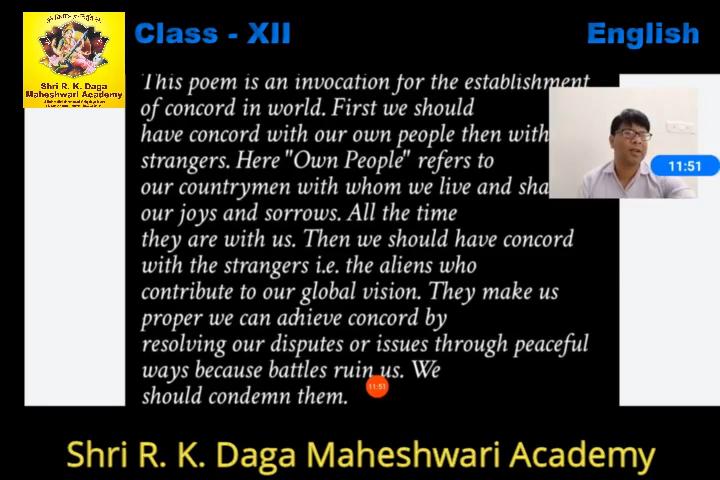 Class - XII
English
Shri R. K. Daga
Maheshwari Academy
This poem is an invocation for the establishment
of concord in world. First we should
have concord with our own people then with
strangers. Here "Own People" refers to
our countrymen with whom we live and
our joys and sorrows. All the time
they are with us. Then we should have concord
with the strangers i.e. the aliens who
contribute to our global vision. They make us
proper we can achieve concord by
resolving our disputes or issues through peaceful
ways because battles ruin us. We
should condemn them.
11:51
11:51
Shri R. K. Daga Maheshwari Academy